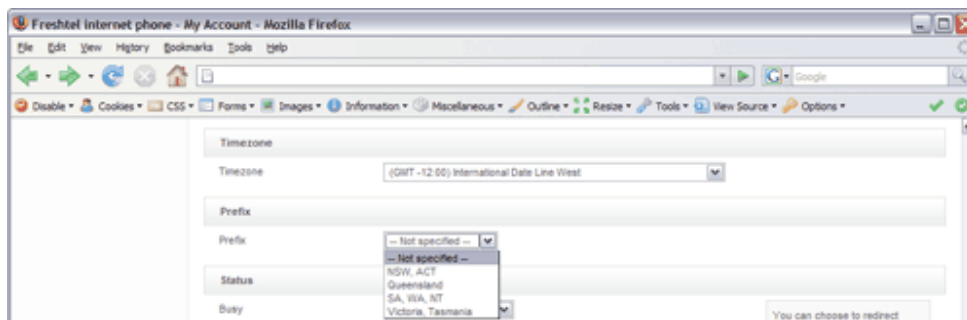 Freshtel internet phone - My Account - Mozilla Firefox
File Edit View History Bookmarks Tools Help
Google
Disable Cookies CSS Forms Images Information Miscellaneous Outline Resize Tools View Source Options
Timezone
Timezone (GMT -12:00) International Date Line West
Prefix
Prefix -- Not specified --
-- Not specified --
NSW, ACT
Queensland
Status
SA, WA, NT
Busy Victoria, Tasmania
You can choose to redirect